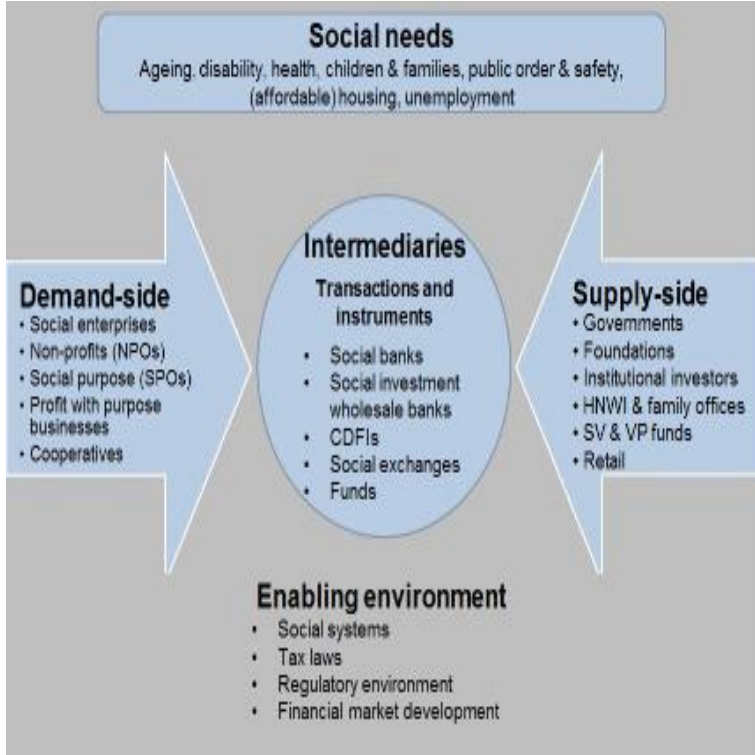 Social needs
Ageing, disability, health, children & families, public order & safety,
(affordable) housing, unemployment
Demand-side
• Social enterprises
• Non-profits (NPOs)
• Social purpose (SPOs)
• Profit with purpose
businesses
• Cooperatives
Intermediaries
Transactions and
instruments
• Social banks
• Social investment
wholesale banks
• CDFIs
• Social exchanges
• Funds
Supply-side
• Governments
• Foundations
• Institutional investors
• HNWI & family offices
• SV & VP funds
• Retail
Enabling environment
• Social systems
• Tax laws
• Regulatory environment
• Financial market development